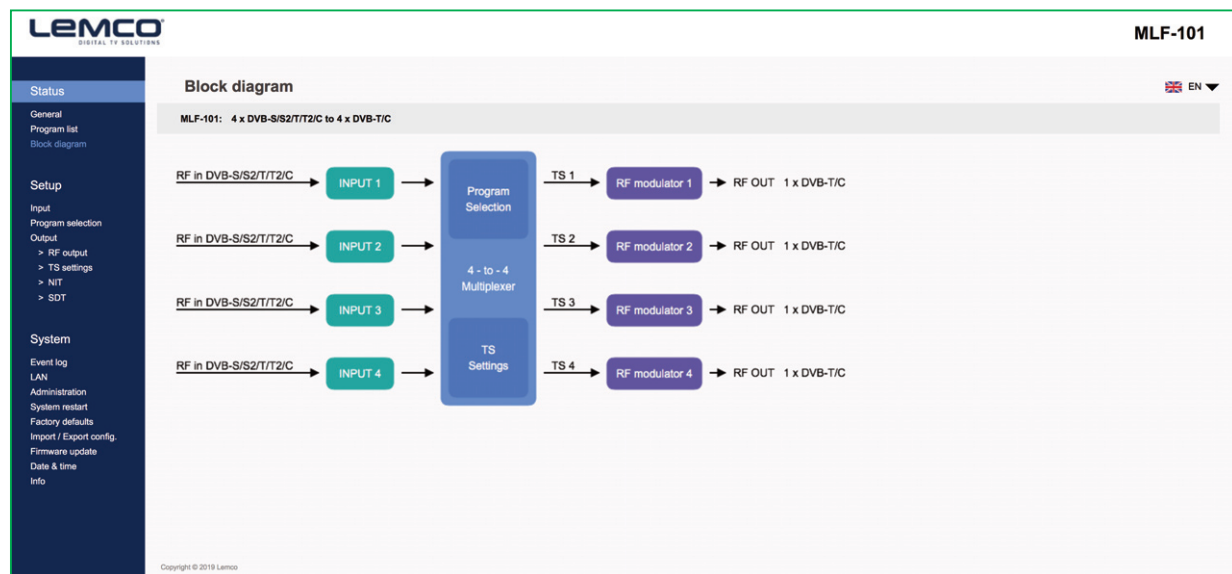 LEMCO
DIGITAL TV SOLUTIONS
MLF-101
Status
General
Program list
Block diagram
Setup
Input
Program selection
Output
> RF output
> TS settings
> NIT
> SDT
System
Event log
LAN
Administration
System restart
Factory defaults
Import / Export config.
Firmware update
Date & time
Info
Block diagram
EN
MLF-101: 4 x DVB-S/S2/T/T2/C to 4 x DVB-T/C
RF in DVB-S/S2/T/T2/C INPUT 1
RF in DVB-S/S2/T/T2/C INPUT 2
RF in DVB-S/S2/T/T2/C INPUT 3
RF in DVB-S/S2/T/T2/C INPUT 4
Program
Selection
4 - to - 4
Multiplexer
TS
Settings
TS 1 RF modulator 1 RF OUT 1 x DVB-T/C
TS 2 RF modulator 2 RF OUT 1 x DVB-T/C
TS 3 RF modulator 3 RF OUT 1 x DVB-T/C
TS 4 RF modulator 4 RF OUT 1 x DVB-T/C
Copyright © 2019 Lemco